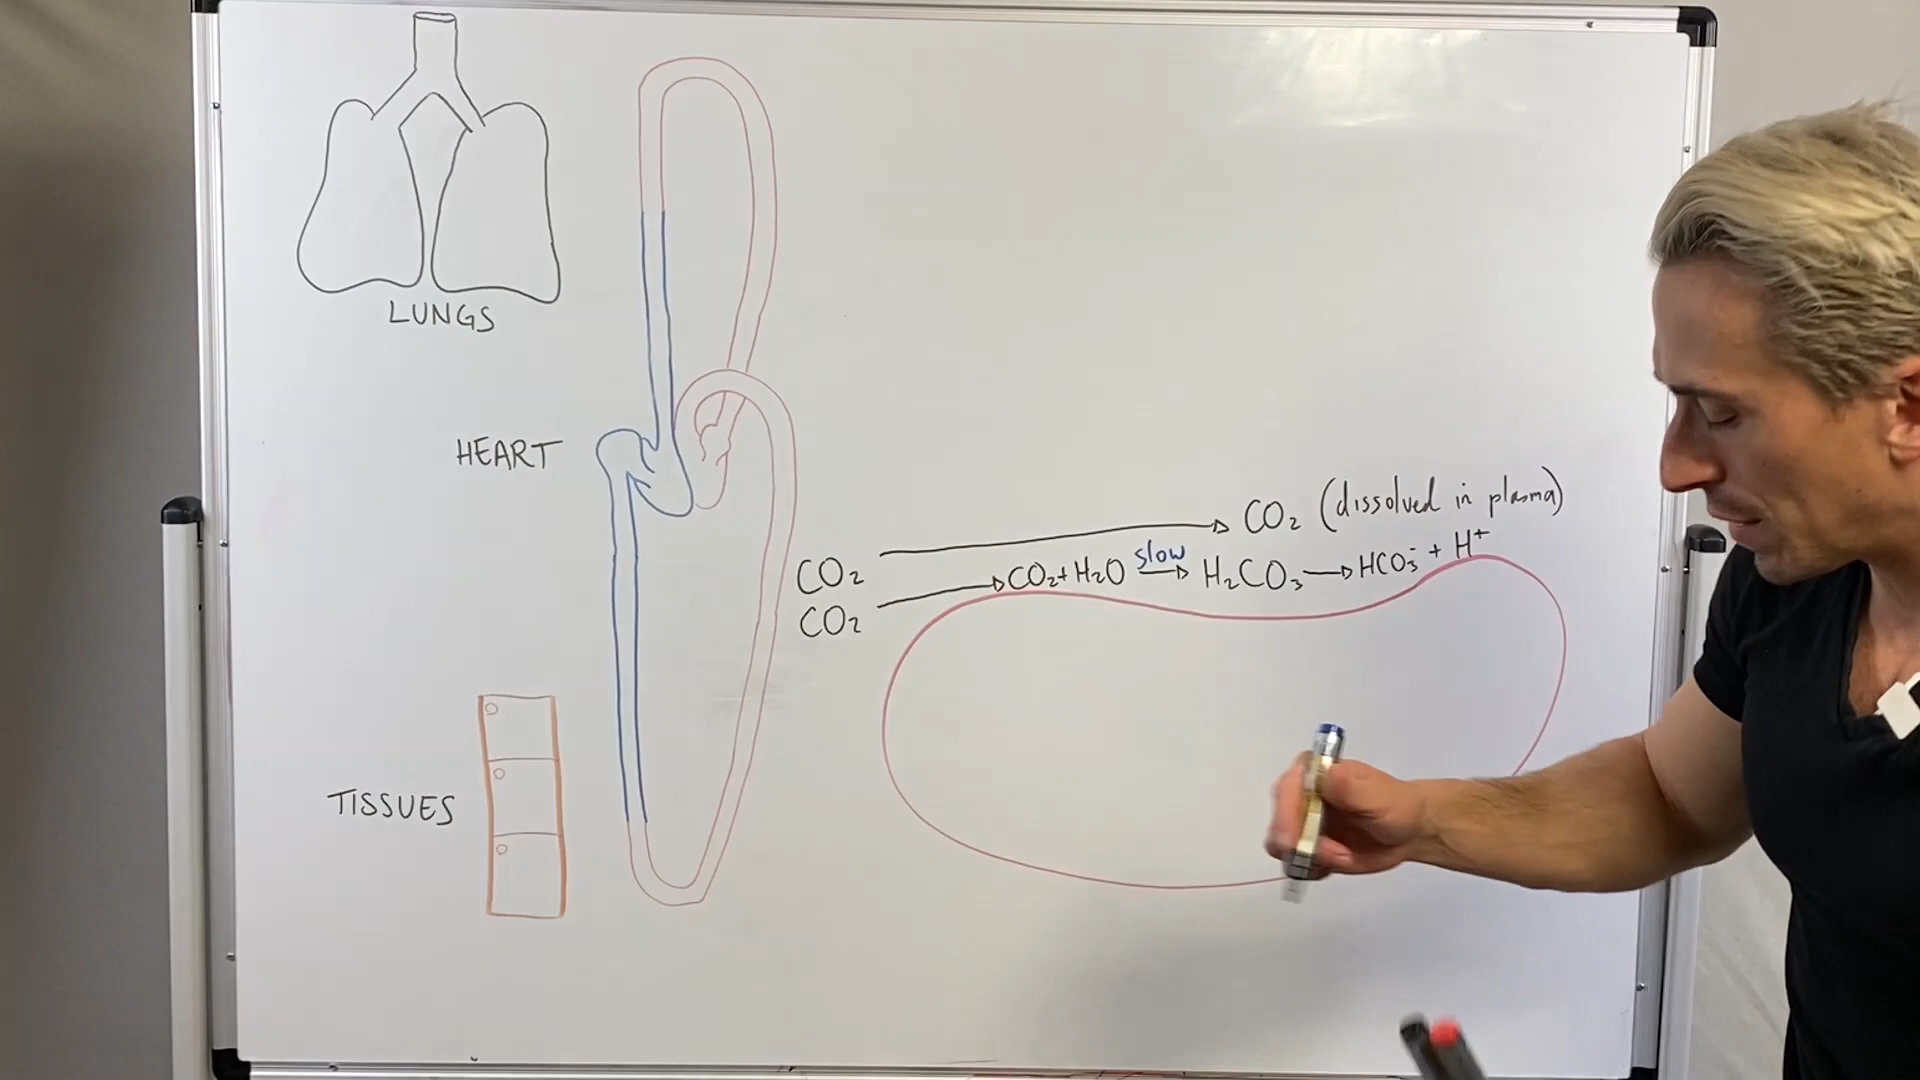 LUNGS
HEART
CO₂ (dissolved in plasma)
CO₂
slow
CO₂+H₂O → H₂CO₃ → HCO₃⁻ + H⁺
CO₂
TISSUES